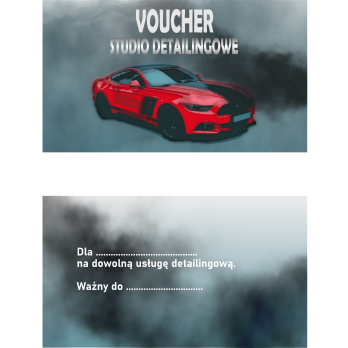 VOUCHER
STUDIO DETAILINGOWE
Dla ........................................
na dowolną usługę detailingową.
Ważny do ...............................